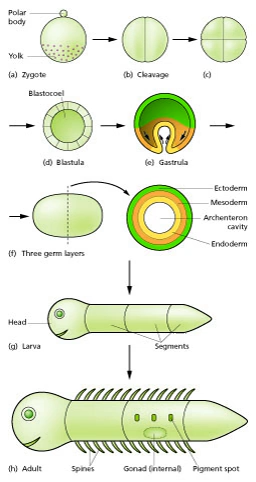 Polar
body
Yolk
(a) Zygote
(b) Cleavage
(c)
Blastocoel
(d) Blastula
(e) Gastrula
Ectoderm
Mesoderm
Archenteron
cavity
Endoderm
(f) Three germ layers
Head
(g) Larva
Segments
(h) Adult
Spines
Gonad (internal)
Pigment spot